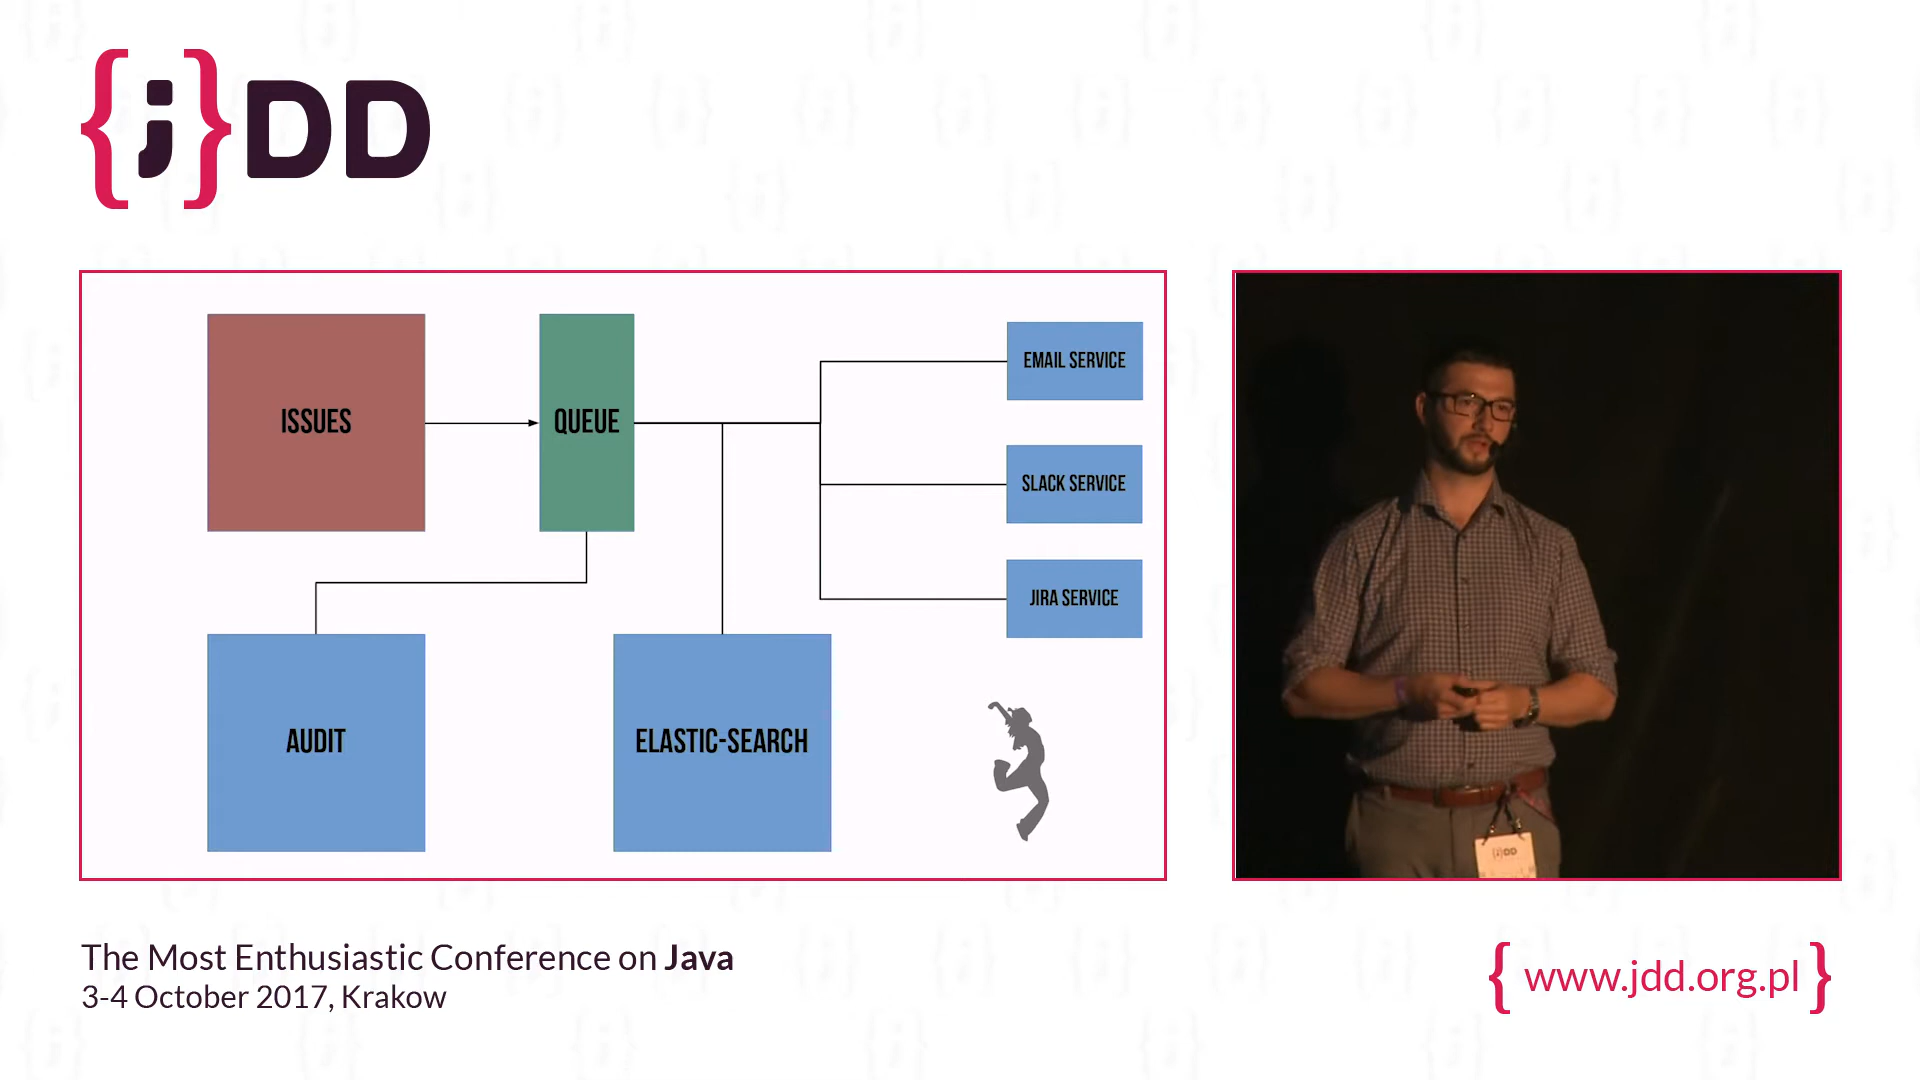 {;}DD
ISSUES
QUEUE
EMAIL SERVICE
SLACK SERVICE
JIRA SERVICE
AUDIT
ELASTIC-SEARCH
{;}DD
The Most Enthusiastic Conference on Java
3-4 October 2017, Krakow
{ www.jdd.org.pl }